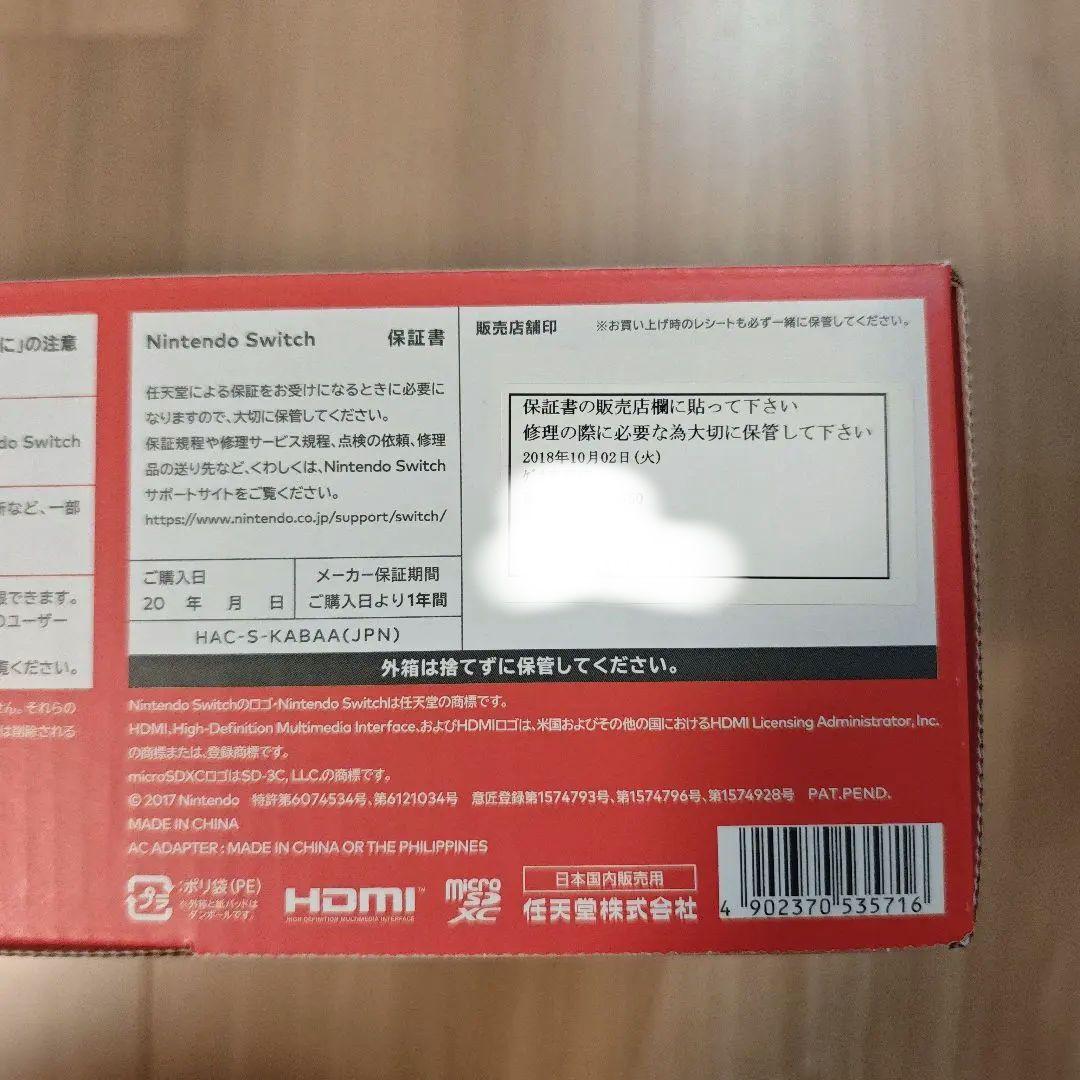 に」の注意
do Switch
など、一部
できます。
ユーザー
覧ください。
せん。それらの
は削除される
Nintendo Switch 保証書
任天堂による保証をお受けになるときに必要に
なりますので、大切に保管してください。
保証規程や修理サービス規程、点検の依頼、修理
品の送り先など、くわしくは、Nintendo Switch
サポートサイトをご覧ください。
https://www.nintendo.co.jp/support/switch/
ご購入日
20 年 月 日
メーカー保証期間
ご購入日より1年間
HAC-S-KABAA(JPN)
販売店舗印 ※お買い上げ時のレシートも必ず一緒に保管してください。
保証書の販売店欄に貼って下さい
修理の際に必要な為大切に保管して下さい
2018年10月02日(火)
外箱は捨てずに保管してください。
Nintendo Switchのロゴ・Nintendo Switchは任天堂の商標です。
HDMI、High-Definition Multimedia Interface、およびHDMIロゴは、米国およびその他の国におけるHDMI Licensing Administrator, Inc.
の商標または、登録商標です。
microSDXCロゴはSD-3C, LLC.の商標です。
© 2017 Nintendo 特許第6074534号、第6121034号 意匠登録第1574793号、第1574796号、第1574928号 PAT.PEND.
MADE IN CHINA
AC ADAPTER : MADE IN CHINA OR THE PHILIPPINES
プラ
:ポリ袋(PE)
※外箱と紙パッドは
ダンボールです。
HDMI™
HIGH DEFINITION MULTIMEDIA INTERFACE
micro
SD
XC
日本国内販売用
任天堂株式会社
4 902370 535716